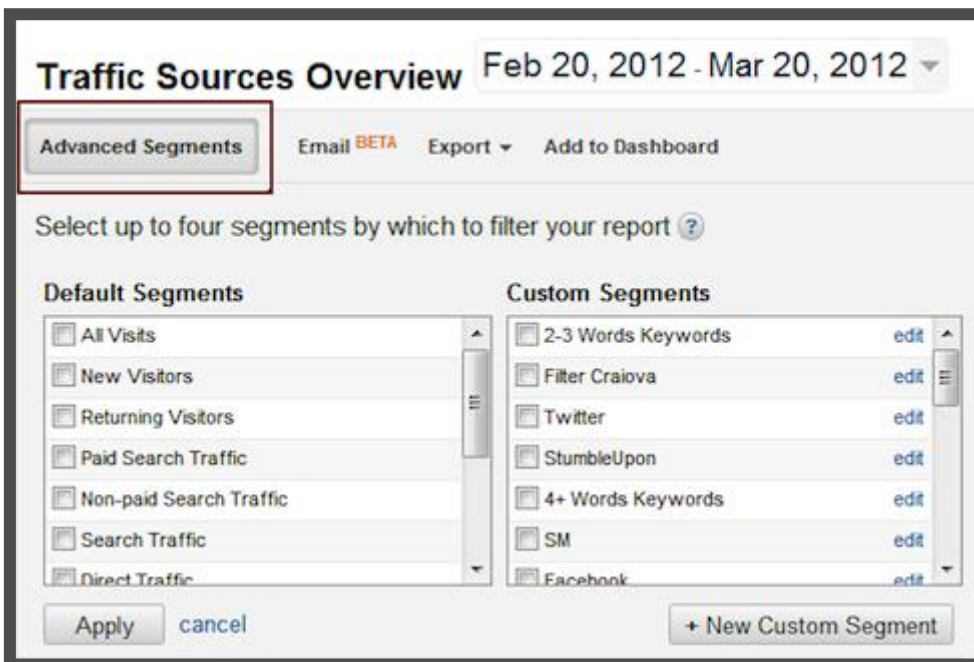 Traffic Sources Overview Feb 20, 2012 - Mar 20, 2012
Advanced Segments Email BETA Export Add to Dashboard
Select up to four segments by which to filter your report ?
Default Segments
All Visits
New Visitors
Returning Visitors
Paid Search Traffic
Non-paid Search Traffic
Search Traffic
Direct Traffic
Custom Segments
2-3 Words Keywords edit
Filter Craiova edit
Twitter edit
StumbleUpon edit
4+ Words Keywords edit
SM edit
Facebook edit
Apply cancel + New Custom Segment